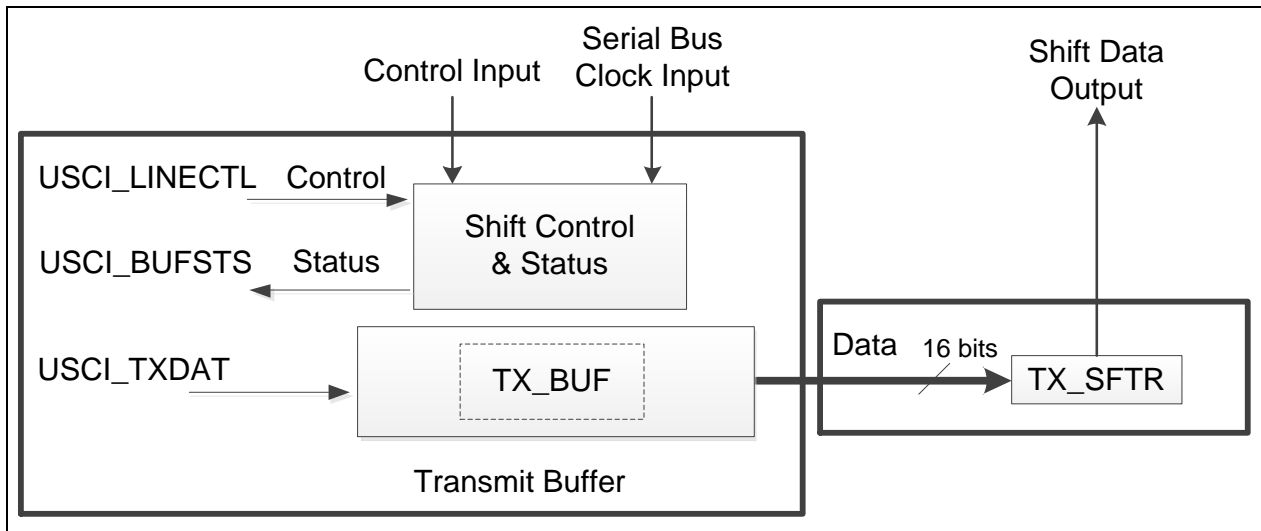 Control Input
Serial Bus
Clock Input
Shift Data
Output
USCI_LINECTL Control
Shift Control
& Status
USCI_BUFSTS Status
USCI_TXDAT
TX_BUF
Data 16 bits
TX_SFTR
Transmit Buffer